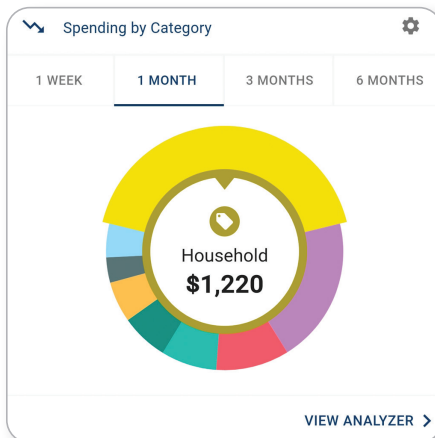 Spending by Category
1 WEEK 1 MONTH 3 MONTHS 6 MONTHS
Household
$1,220
VIEW ANALYZER